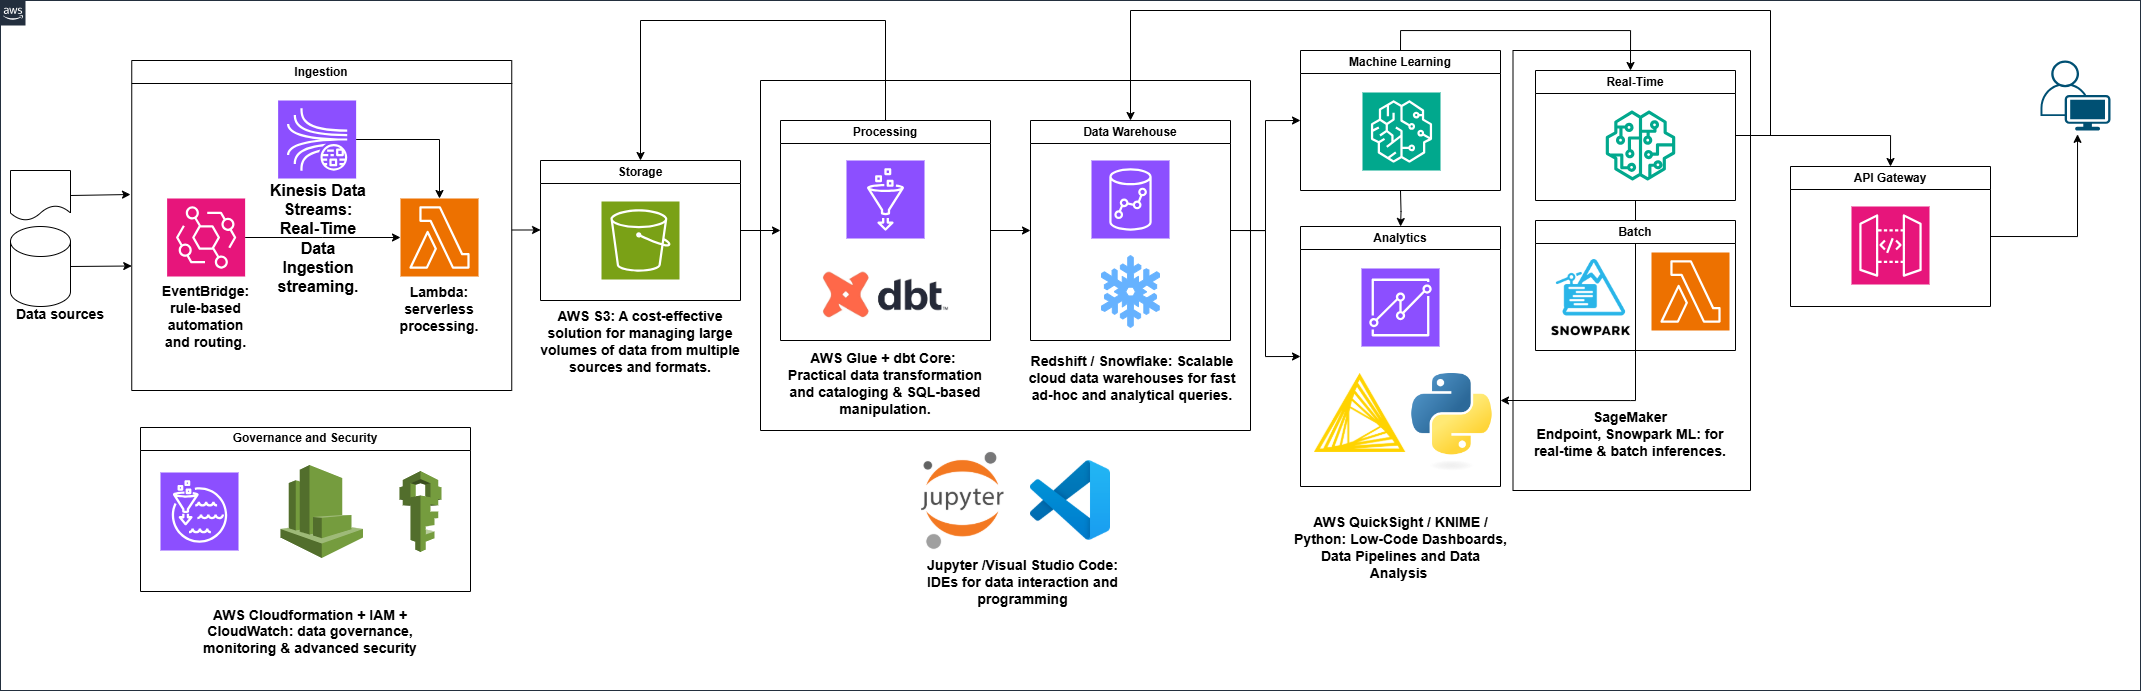 aws
Ingestion
Kinesis Data
Streams:
Real-Time
Data
Ingestion
streaming.
EventBridge:
rule-based
automation
and routing.
Lambda:
serverless
processing.
Data sources
Governance and Security
AWS Cloudformation + IAM +
CloudWatch: data governance,
monitoring & advanced security
Storage
AWS S3: A cost-effective
solution for managing large
volumes of data from multiple
sources and formats.
Processing
dbt
AWS Glue + dbt Core:
Practical data transformation
and cataloging & SQL-based
manipulation.
Data Warehouse
Redshift / Snowflake: Scalable
cloud data warehouses for fast
ad-hoc and analytical queries.
jupyter
Jupyter /Visual Studio Code:
IDEs for data interaction and
programming
Machine Learning
Analytics
AWS QuickSight / KNIME /
Python: Low-Code Dashboards,
Data Pipelines and Data
Analysis
Real-Time
Batch
SNOWPARK
SageMaker
Endpoint, Snowpark ML: for
real-time & batch inferences.
API Gateway